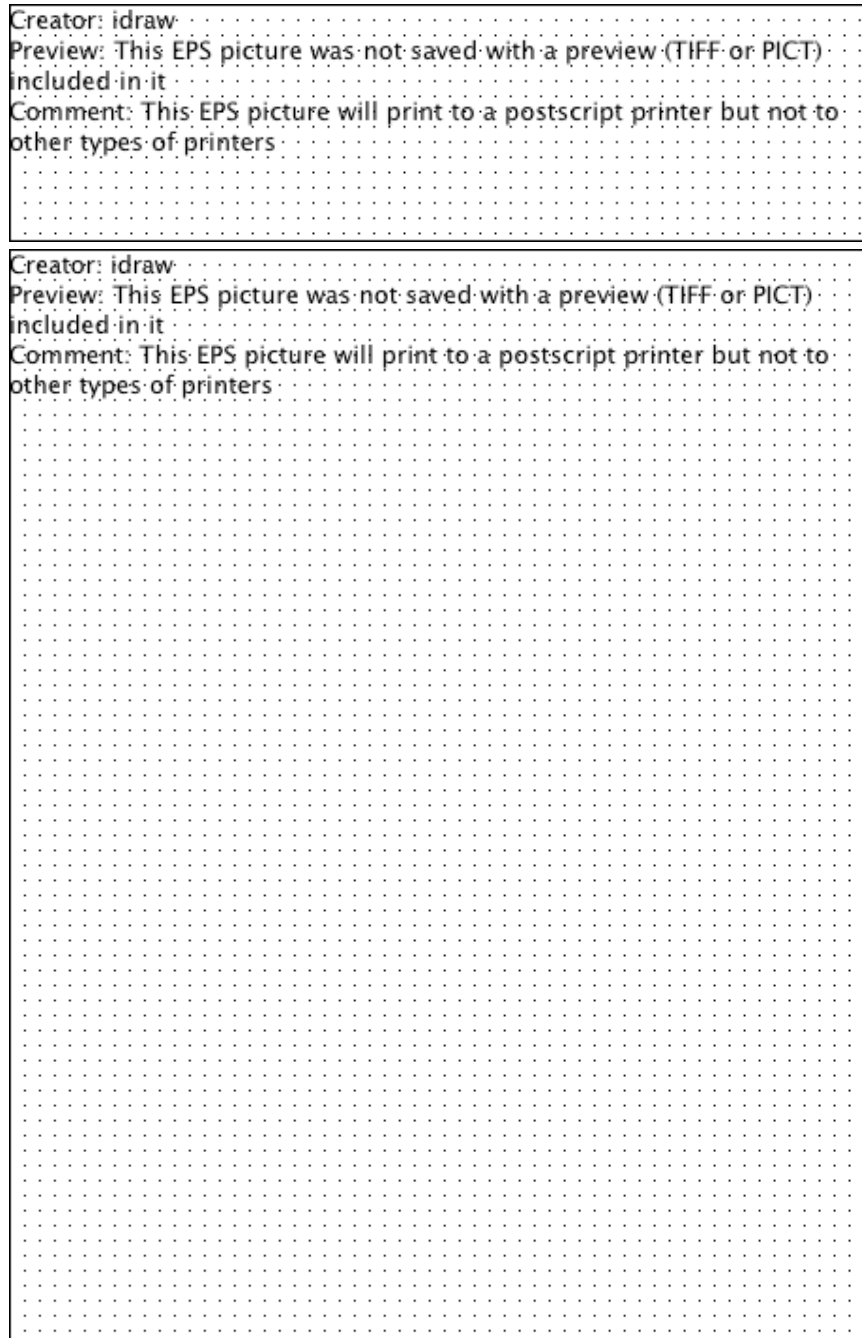 Creator: idraw
Preview: This EPS picture was not saved with a preview (TIFF or PICT)
included in it
Comment: This EPS picture will print to a postscript printer but not to
other types of printers
Creator: idraw
Preview: This EPS picture was not saved with a preview (TIFF or PICT)
included in it
Comment: This EPS picture will print to a postscript printer but not to
other types of printers